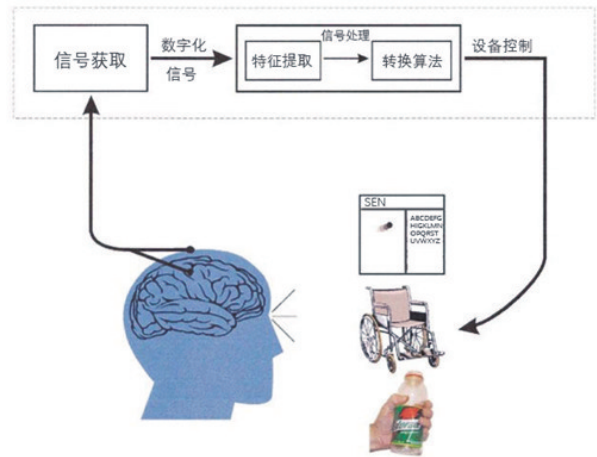 信号获取
数字化
信号
信号处理
特征提取
转换算法
设备控制
SEN
ABCDEFG
HIGKLMN
OPQRST
UVWXYZ